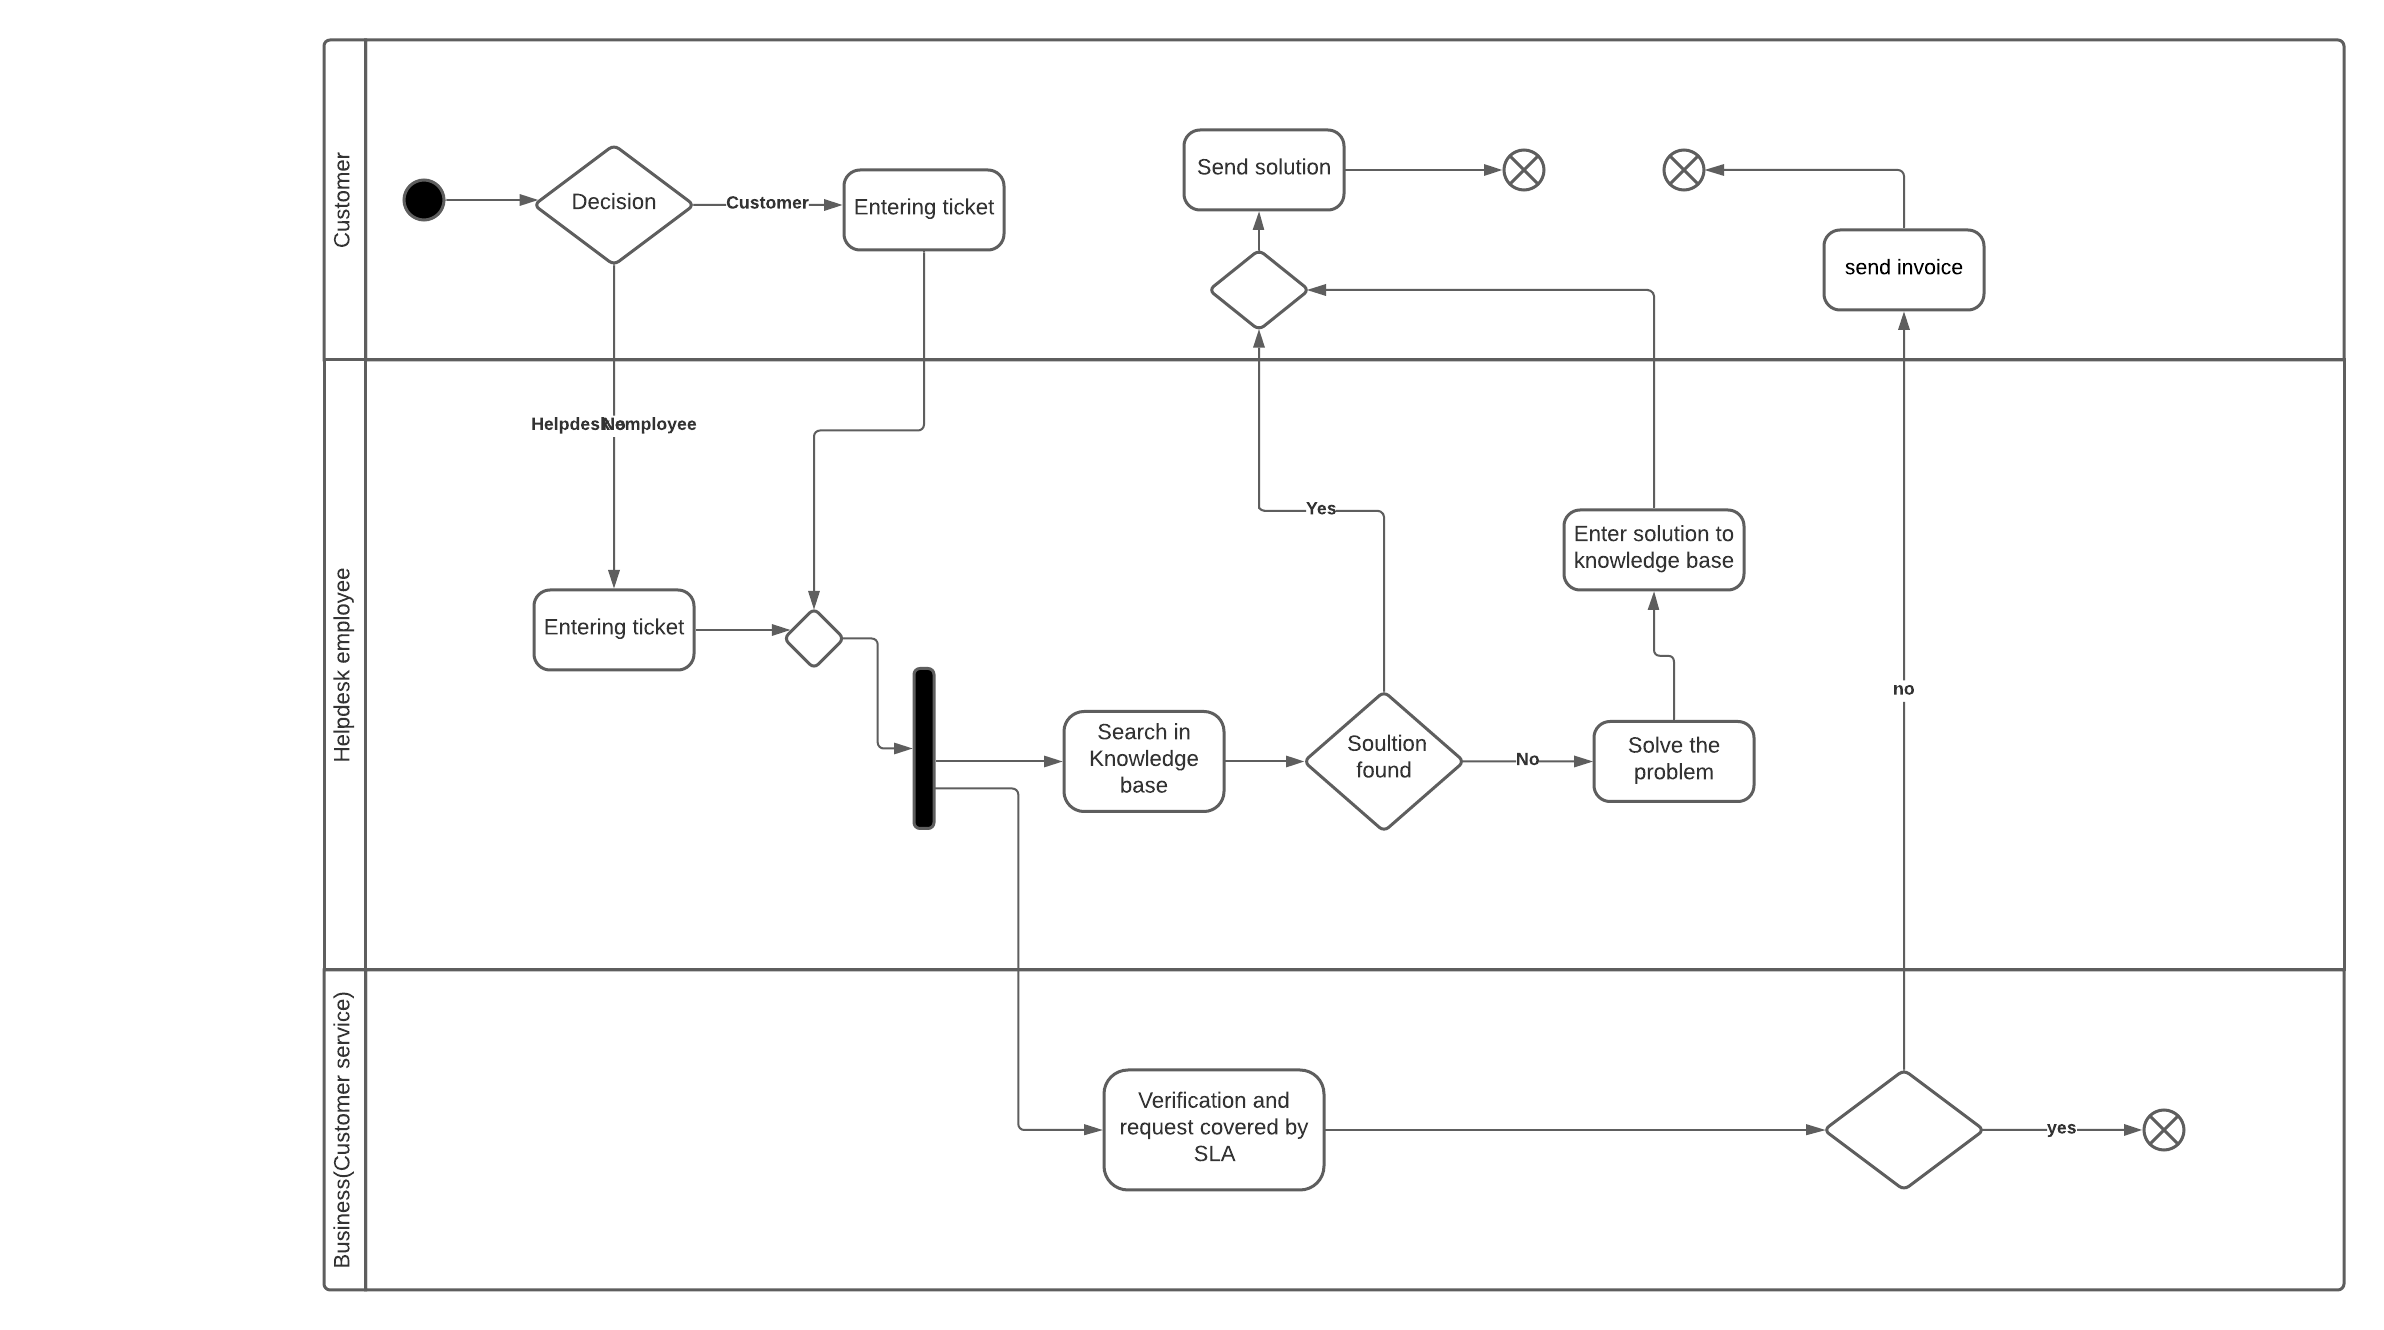 Customer
Decision
Customer
Entering ticket
Send solution
send invoice
Helpdesk employee
Helpdesk employee
No
Entering ticket
Yes
Enter solution to
knowledge base
no
Search in
Knowledge
base
Soultion
found
No
Solve the
problem
Business(Customer service)
Verification and
request covered by
SLA
yes